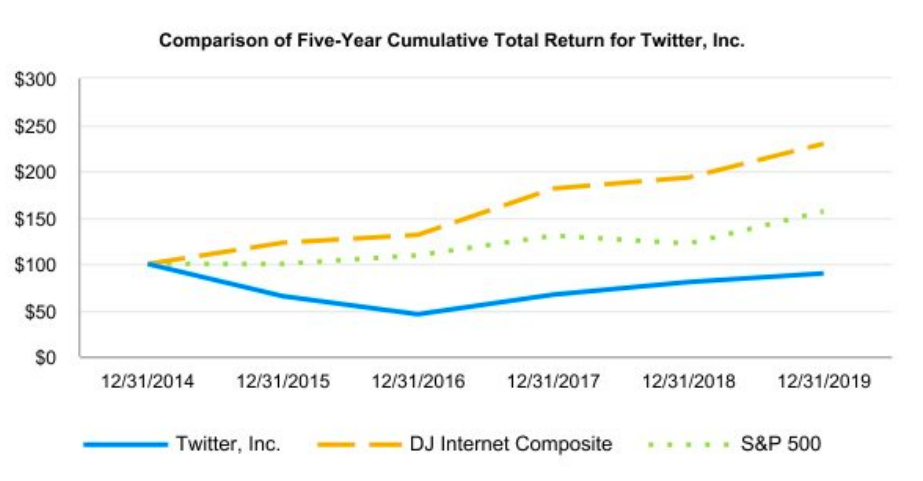 Comparison of Five-Year Cumulative Total Return for Twitter, Inc.
$300
$250
$200
$150
$100
$50
$0
12/31/2014 12/31/2015 12/31/2016 12/31/2017 12/31/2018 12/31/2019
Twitter, Inc. DJ Internet Composite S&P 500